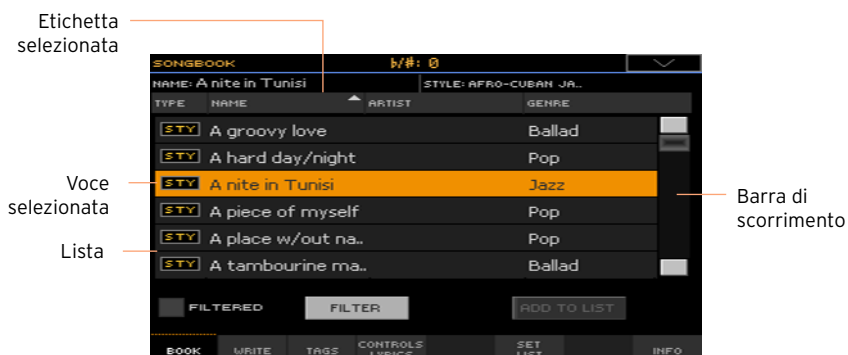 Etichetta
selezionata
SONGBOOK ♭/#: 0
NAME: A nite in Tunisi STYLE: AFRO-CUBAN JA..
TYPE NAME ARTIST GENRE
STY A groovy love Ballad
STY A hard day/night Pop
STY A nite in Tunisi Jazz
STY A piece of myself Pop
STY A place w/out na.. Pop
STY A tambourine ma.. Ballad
Voce
selezionata
Lista
Barra di
scorrimento
FILTERED FILTER ADD TO LIST
BOOK WRITE TAGS CONTROLS LYRICS SET LIST INFO